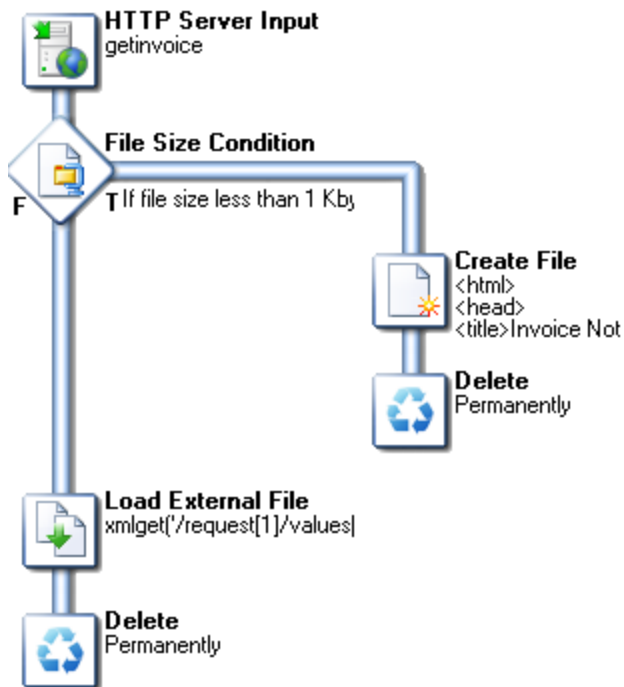 HTTP Server Input
getinvoice
File Size Condition
F
T If file size less than 1 Kby
Create File
<html>
<head>
<title>Invoice Not
Delete
Permanently
Load External File
xmlget('/request[1]/values[
Delete
Permanently